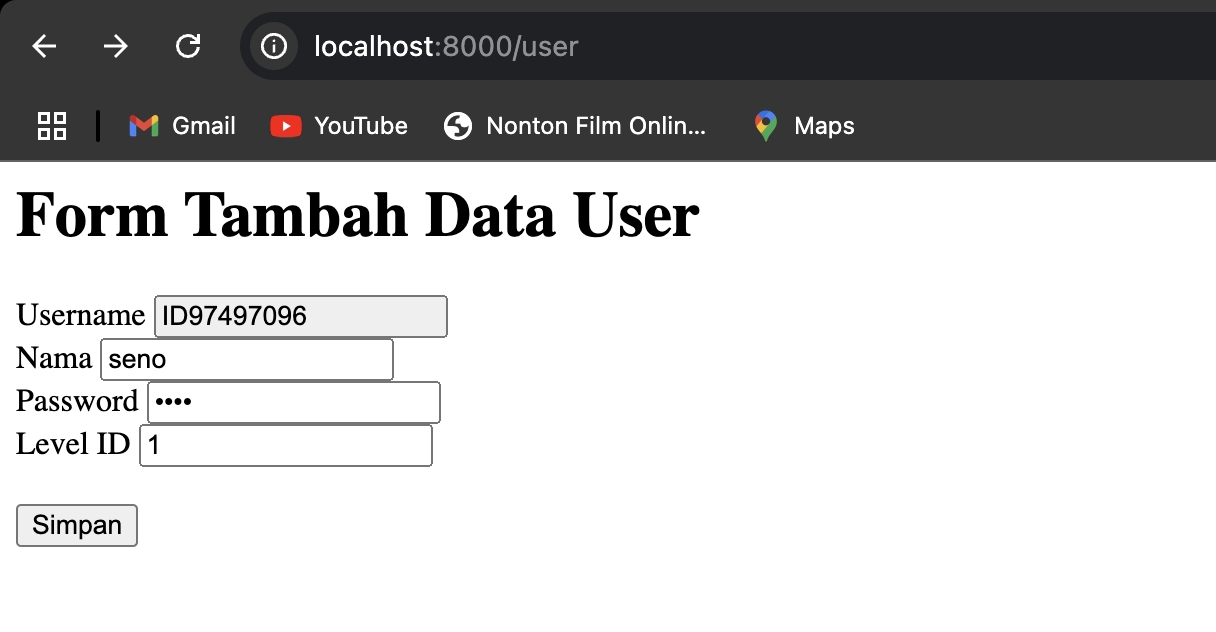 localhost:8000/user
Gmail YouTube Nonton Film Onlin... Maps
Form Tambah Data User
Username ID97497096
Nama seno
Password ••••
Level ID 1
Simpan